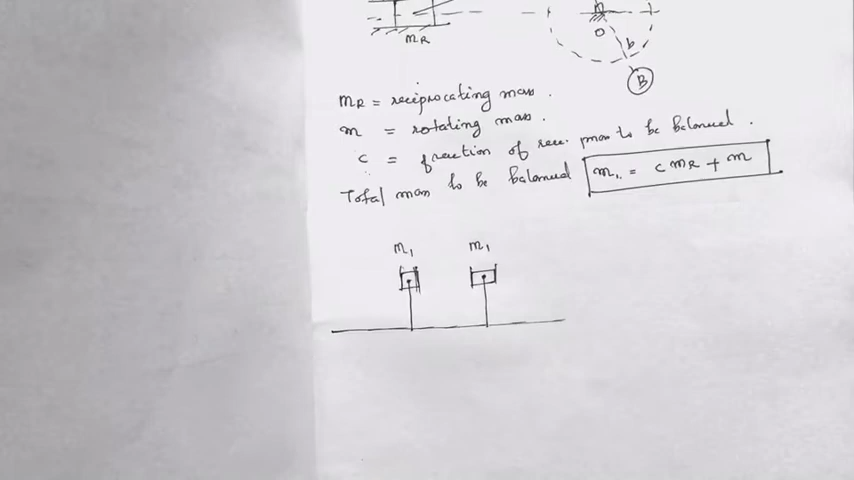 mR
O
b
B
mR = reciprocating mass.
m = rotating mass.
c = fraction of rec. mass to be balanced.
Total mass to be balanced m1 = c mR + m
m1 m1